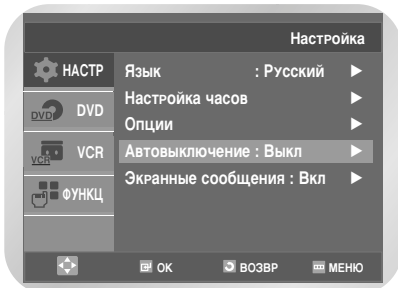 Настройка
НАСТР
Язык : Русский
Настройка часов
DVD DVD
Опции
VCR VCR
Автовыключение : Выкл
Экранные сообщения : Вкл
ФУНКЦ
ОК ВОЗВР МЕНЮ